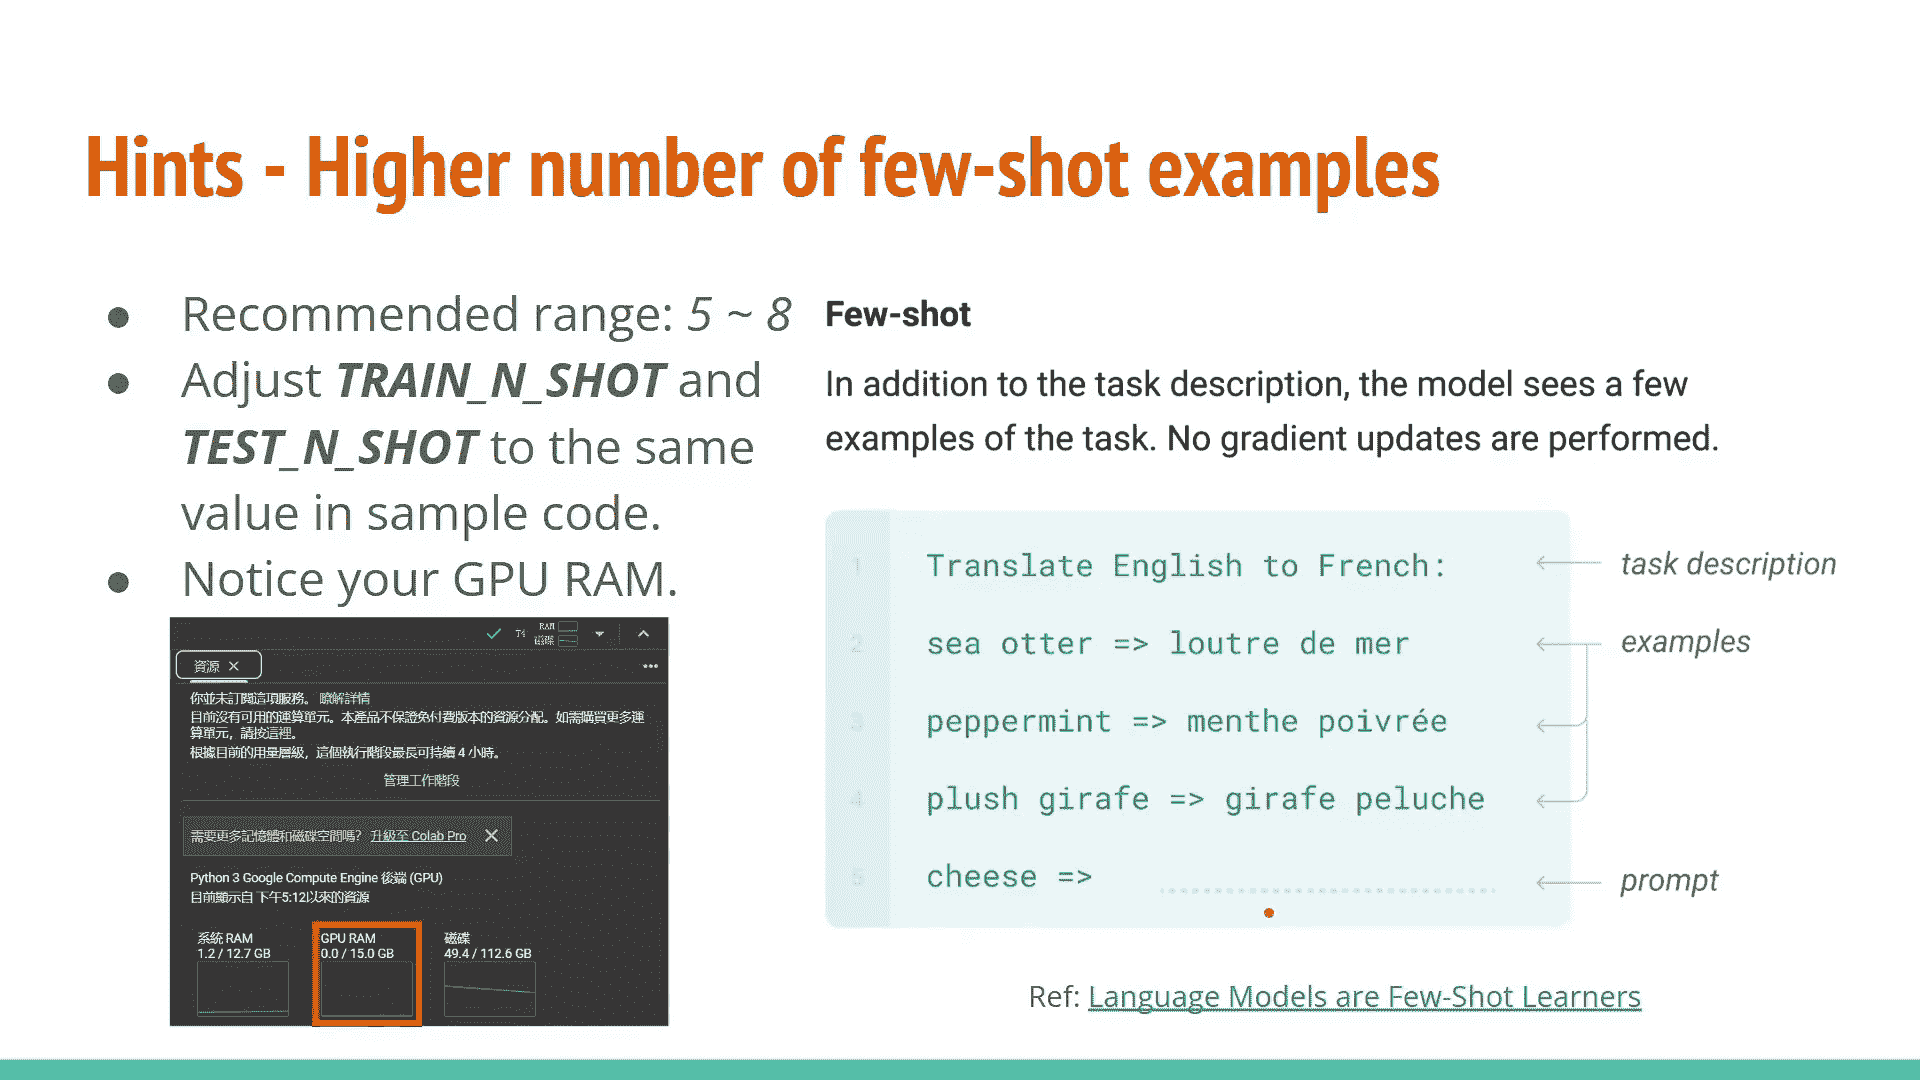 Hints - Higher number of few-shot examples
● Recommended range: 5 ~ 8
● Adjust TRAIN_N_SHOT and
TEST_N_SHOT to the same
value in sample code.
● Notice your GPU RAM.
T4
RAM
磁碟
資源
你並未訂閱這項服務。 瞭解詳情
目前沒有可用的運算單元。本產品不保證免付費版本的資源分配。如需購買更多運
算單元，請按這裡。
根據目前的用量層級，這個執行階段最長可持續 4 小時。
管理工作階段
需要更多記憶體和磁碟空間嗎？ 升級至 Colab Pro
Python 3 Google Compute Engine 後端 (GPU)
目前顯示自 下午5:12以來的資源
系統 RAM
1.2 / 12.7 GB
GPU RAM
0.0 / 15.0 GB
磁碟
49.4 / 112.6 GB
Few-shot
In addition to the task description, the model sees a few
examples of the task. No gradient updates are performed.
1 Translate English to French: task description
2 sea otter => loutre de mer examples
3 peppermint => menthe poivrée
4 plush girafe => girafe peluche
5 cheese => prompt
Ref: Language Models are Few-Shot Learners